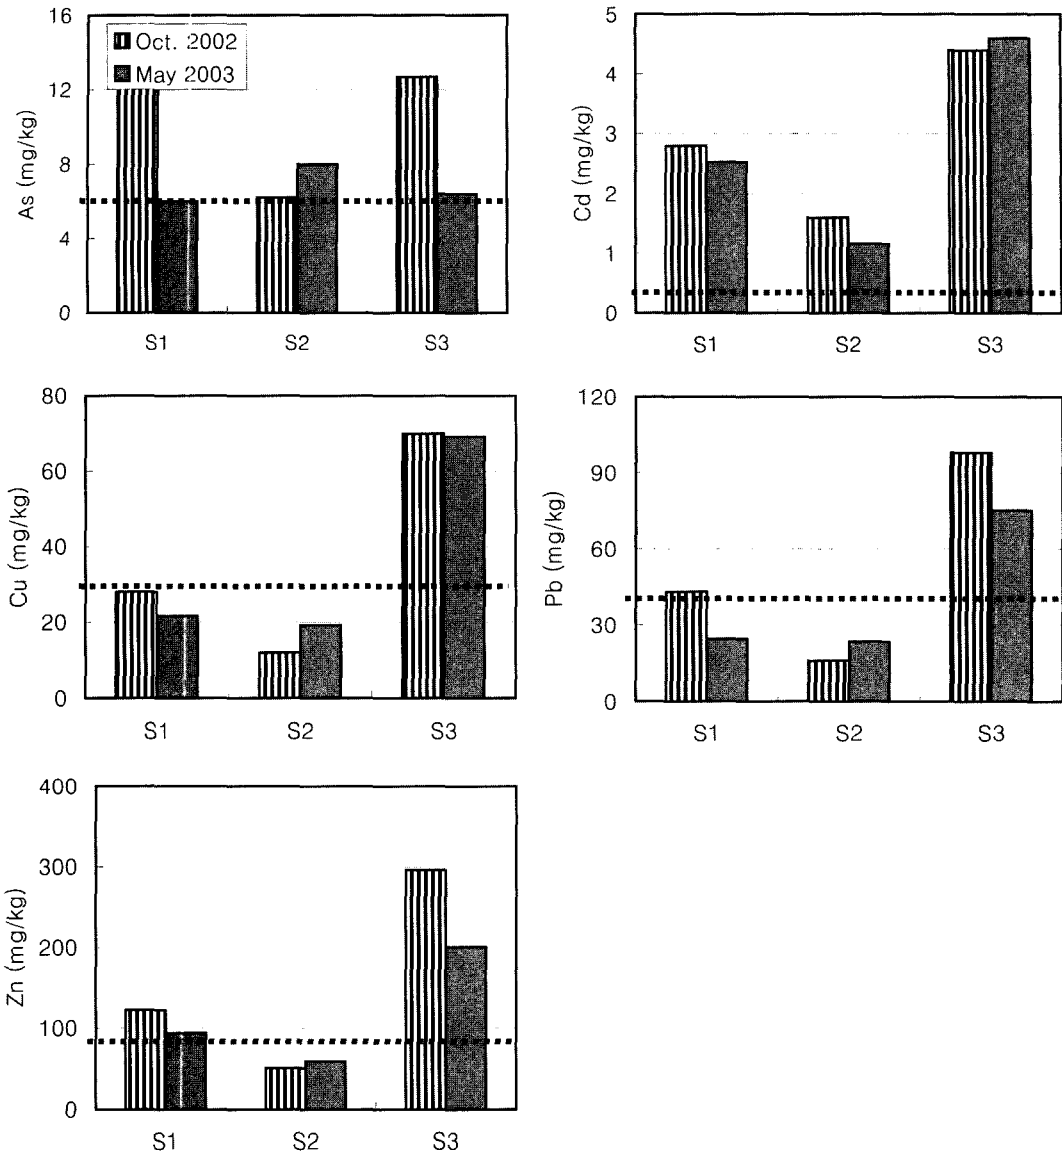 As (mg/kg)
16
12
8
4
0
Oct. 2002
May 2003
S1 S2 S3
Cd (mg/kg)
5
4
3
2
1
0
S1 S2 S3
Cu (mg/kg)
80
60
40
20
0
S1 S2 S3
Pb (mg/kg)
120
90
60
30
0
S1 S2 S3
Zn (mg/kg)
400
300
200
100
0
S1 S2 S3